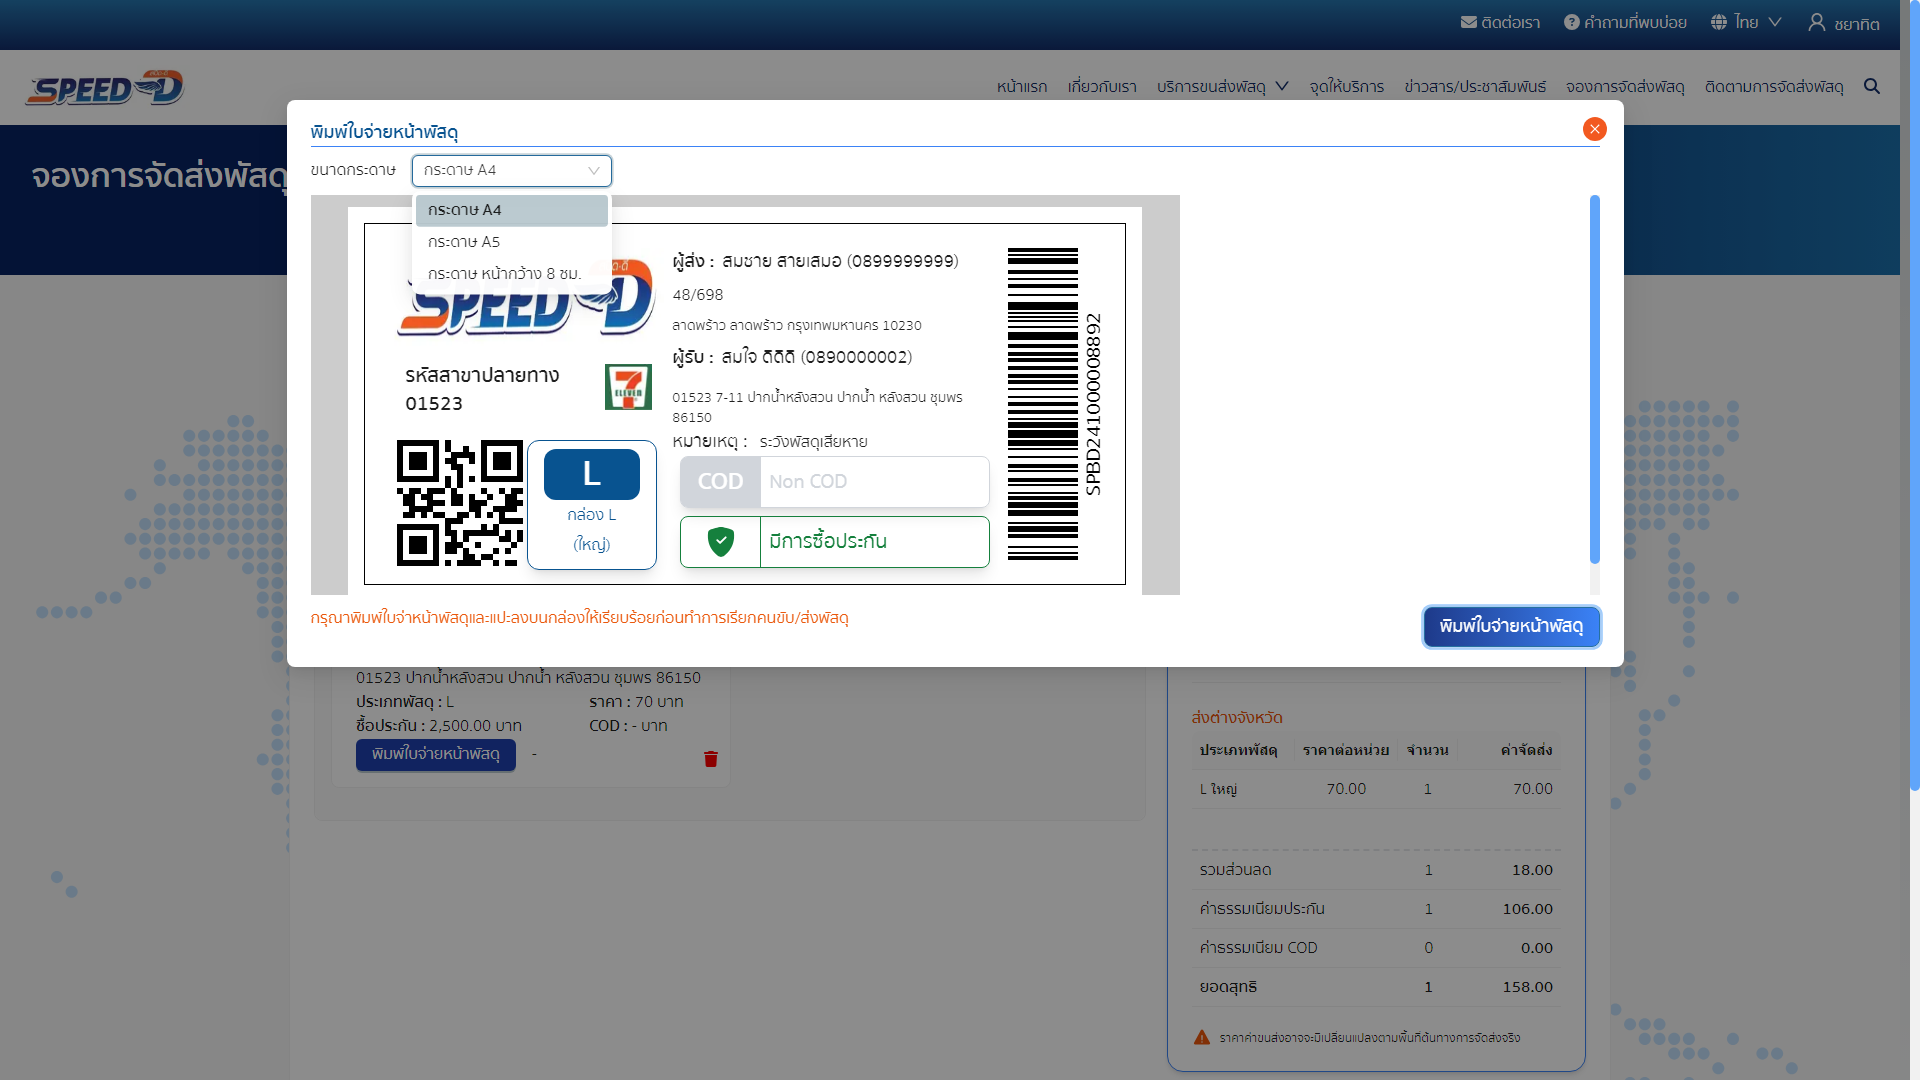 ติดต่อเรา
คำถามที่พบบ่อย
ไทย
ชยาทิต
SPEED-D
หน้าแรก
เกี่ยวกับเรา
บริการขนส่งพัสดุ
จุดให้บริการ
ข่าวสาร/ประชาสัมพันธ์
จองการจัดส่งพัสดุ
ติดตามการจัดส่งพัสดุ
จองการจัดส่งพัสดุ
พิมพ์ใบจ่ายหน้าพัสดุ
ขนาดกระดาษ
กระดาษ A4
กระดาษ A4
กระดาษ A5
กระดาษ หน้ากว้าง 8 ซม.
SPEED-D
รหัสสาขาปลายทาง
01523
7
ELEVEN
L
กล่อง L
(ใหญ่)
ผู้ส่ง : สมชาย สายเสมอ (0899999999)
48/698
ลาดพร้าว ลาดพร้าว กรุงเทพมหานคร 10230
ผู้รับ : สมใจ ดิดิดิ (0890000002)
01523 7-11 ปากน้ำหลังสวน ปากน้ำ หลังสวน ชุมพร
86150
หมายเหตุ : ระวังพัสดุเสียหาย
COD
Non COD
มีการซื้อประกัน
SPBD241000008892
กรุณาพิมพ์ใบจ่าหน้าพัสดุและแปะลงบนกล่องให้เรียบร้อยก่อนทำการเรียกคนขับ/ส่งพัสดุ
พิมพ์ใบจ่ายหน้าพัสดุ
01523 ปากน้ำหลังสวน ปากน้ำ หลังสวน ชุมพร 86150
ประเภทพัสดุ : L
ราคา : 70 บาท
ซื้อประกัน : 2,500.00 บาท
COD : - บาท
พิมพ์ใบจ่ายหน้าพัสดุ
-
ส่งต่างจังหวัด
ประเภทพัสดุ ราคาต่อหน่วย จำนวน ค่าจัดส่ง
L ใหญ่ 70.00 1 70.00
รวมส่วนลด 1 18.00
ค่าธรรมเนียมประกัน 1 106.00
ค่าธรรมเนียม COD 0 0.00
ยอดสุทธิ 1 158.00
ราคาค่าขนส่งอาจจะมีเปลี่ยนแปลงตามพื้นที่ต้นทางการจัดส่งจริง